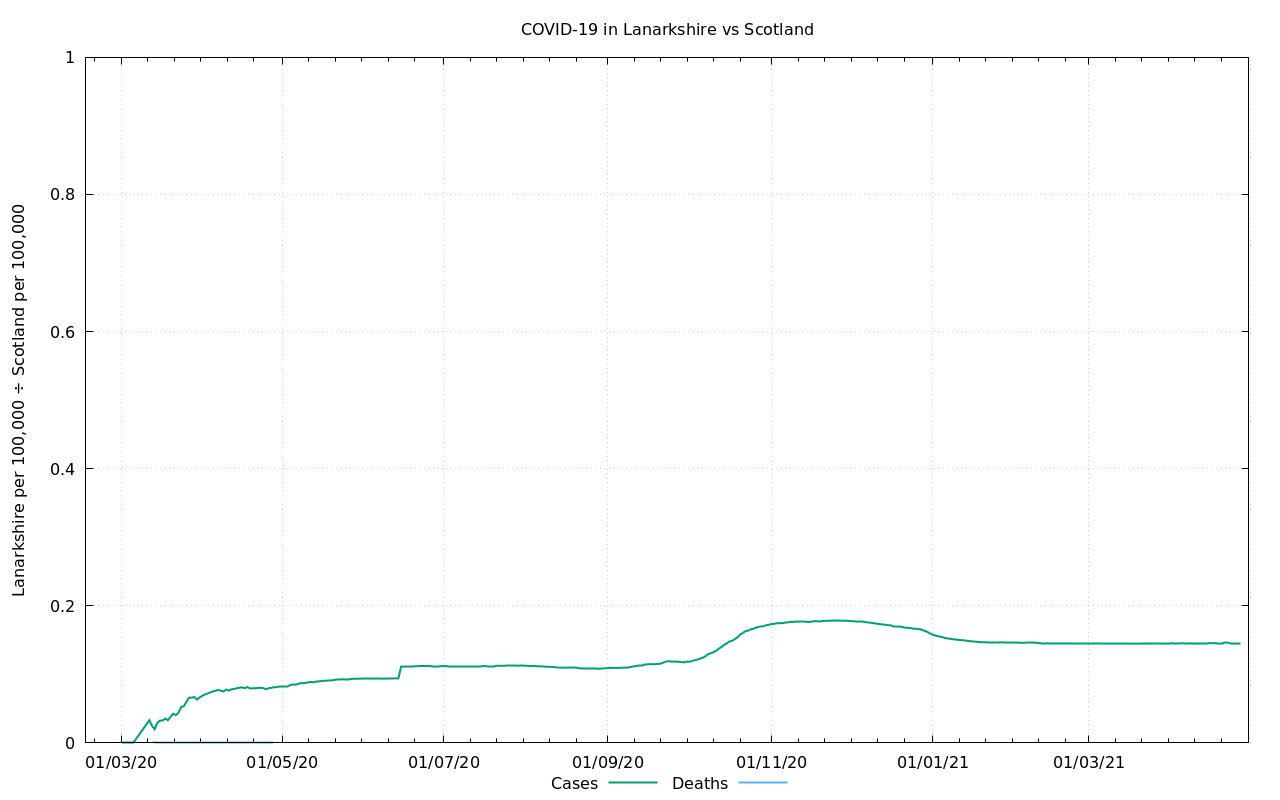 COVID-19 in Lanarkshire vs Scotland
Lanarkshire per 100,000 ÷ Scotland per 100,000
1
0.8
0.6
0.4
0.2
0
01/03/20 01/05/20 01/07/20 01/09/20 01/11/20 01/01/21 01/03/21
Cases Deaths